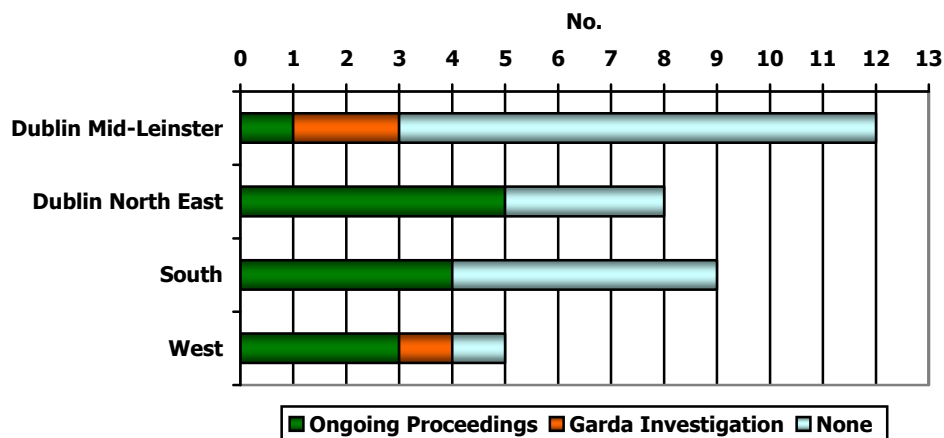 No.
0 1 2 3 4 5 6 7 8 9 10 11 12 13
Dublin Mid-Leinster
Dublin North East
South
West
Ongoing Proceedings Garda Investigation None